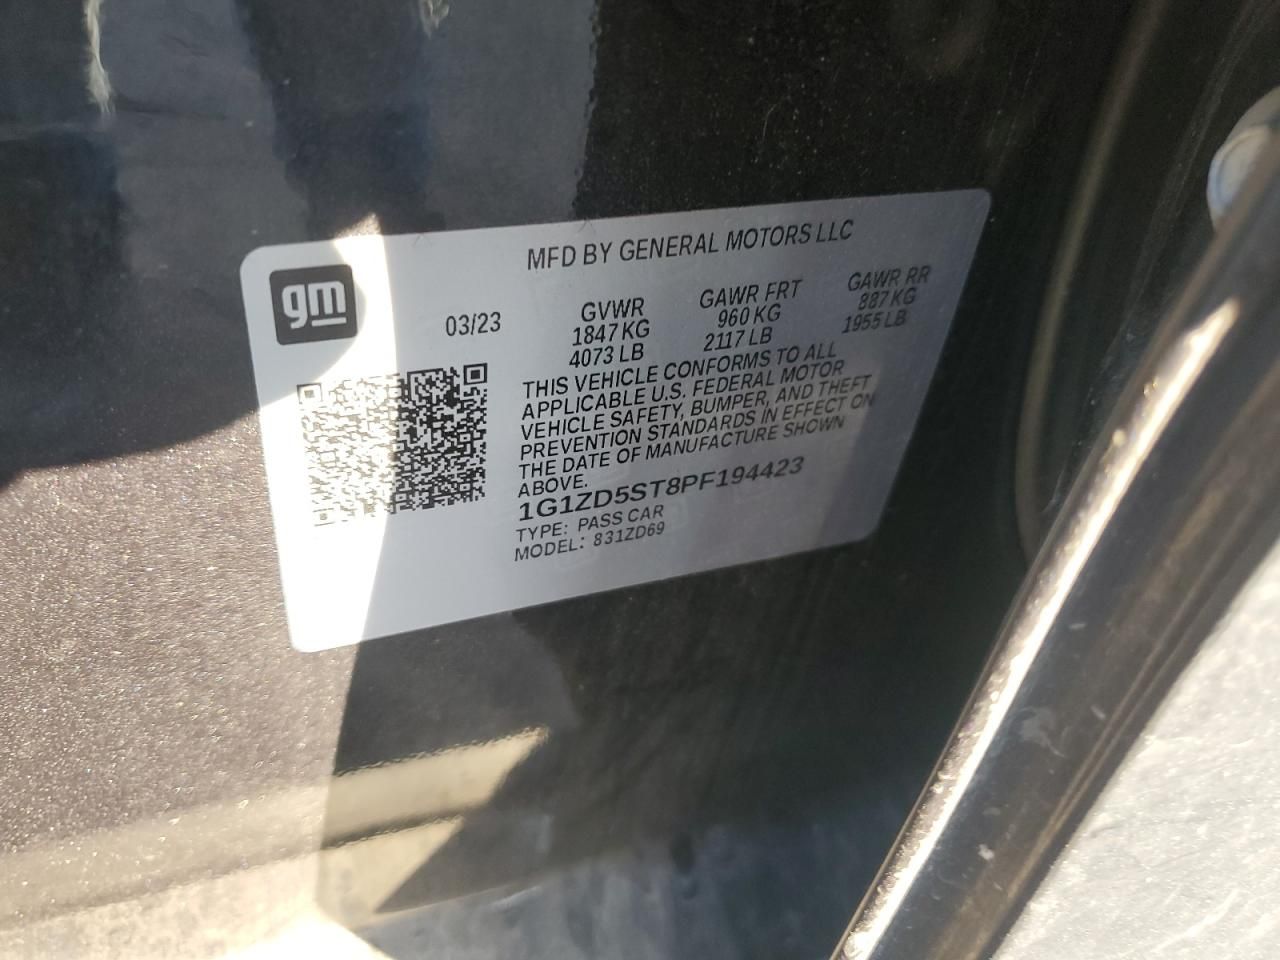 MFD BY GENERAL MOTORS LLC
gm
03/23
GVWR
1847 KG
4073 LB
GAWR FRT
960 KG
2117 LB
GAWR RR
887 KG
1955 LB
THIS VEHICLE CONFORMS TO ALL
APPLICABLE U.S. FEDERAL MOTOR
VEHICLE SAFETY, BUMPER, AND THEFT
PREVENTION STANDARDS IN EFFECT ON
THE DATE OF MANUFACTURE SHOWN
ABOVE.
1G1ZD5ST8PF194423
TYPE: PASS CAR
MODEL: 831ZD69